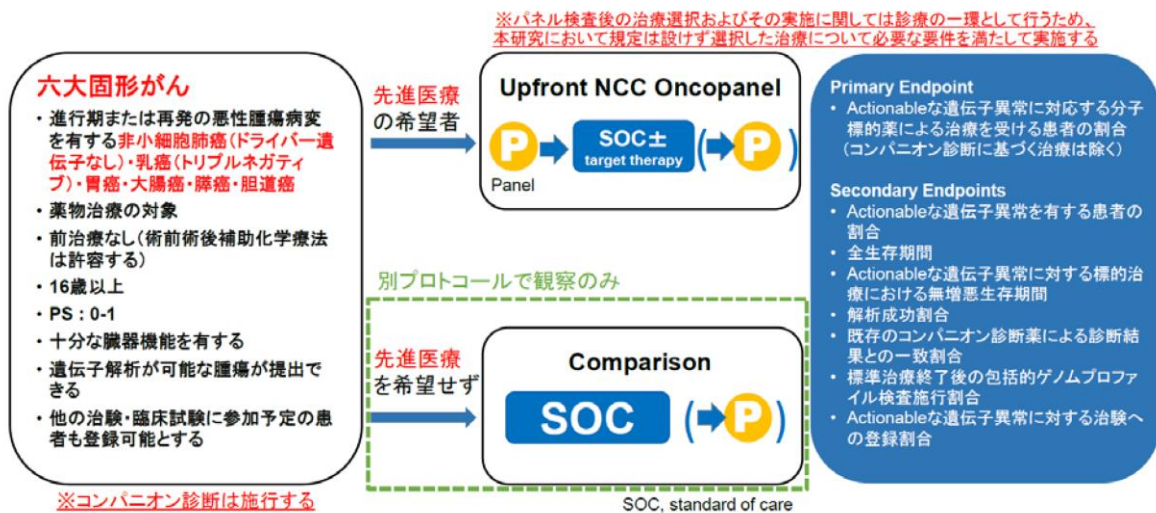 ※パネル検査後の治療選択およびその実施に関しては診療の一環として行うため、
本研究において規定は設けず選択した治療について必要な要件を満たして実施する
六大固形がん
• 進行期または再発の悪性腫瘍病変
を有する非小細胞肺癌(ドライバー遺
伝子なし)・乳癌(トリプルネガティ
ブ)・胃癌・大腸癌・膵癌・胆道癌
• 薬物治療の対象
• 前治療なし(術前術後補助化学療法
は許容する)
• 16歳以上
• PS：0-1
• 十分な臓器機能を有する
• 遺伝子解析が可能な腫瘍が提出で
きる
• 他の治験・臨床試験に参加予定の患
者も登録可能とする
※コンパニオン診断は施行する
先進医療
の希望者
Upfront NCC Oncopanel
P
SOC±
target therapy
( P )
Panel
別プロトコールで観察のみ
先進医療
を希望せず
Comparison
SOC
( P )
SOC, standard of care
Primary Endpoint
• Actionableな遺伝子異常に対応する分子
標的薬による治療を受ける患者の割合
(コンパニオン診断に基づく治療は除く)
Secondary Endpoints
• Actionableな遺伝子異常を有する患者の
割合
• 全生存期間
• Actionableな遺伝子異常に対する標的治
療における無増悪生存期間
• 解析成功割合
• 既存のコンパニオン診断薬による診断結
果との一致割合
• 標準治療終了後の包括的ゲノムプロファ
イル検査施行割合
• Actionableな遺伝子異常に対する治験へ
の登録割合